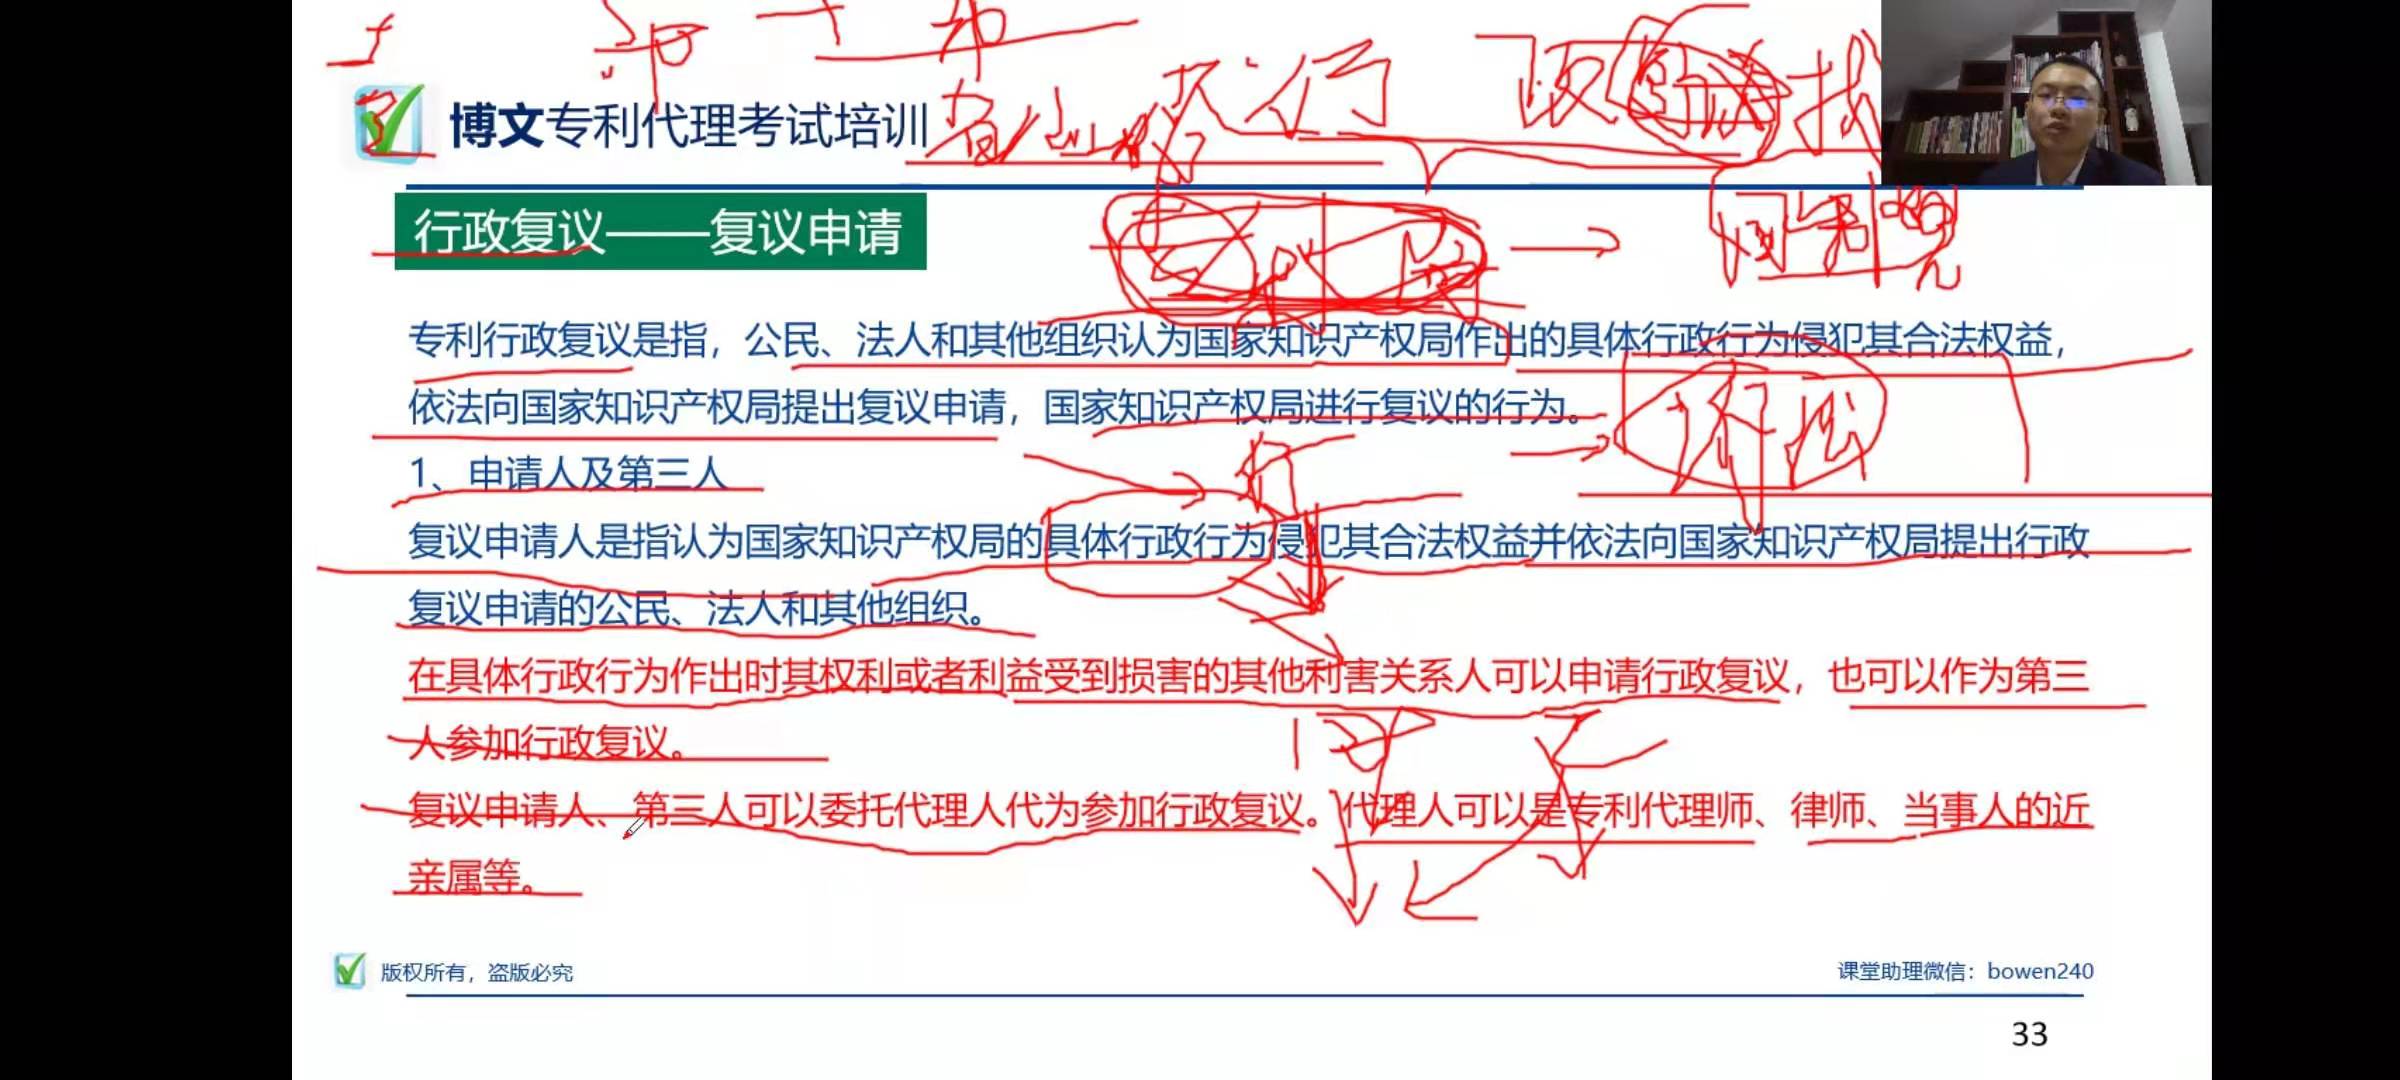 博文专利代理考试培训
行政复议——复议申请
专利行政复议是指，公民、法人和其他组织认为国家知识产权局作出的具体行政行为侵犯其合法权益，
依法向国家知识产权局提出复议申请，国家知识产权局进行复议的行为。
1、申请人及第三人
复议申请人是指认为国家知识产权局的具体行政行为侵犯其合法权益并依法向国家知识产权局提出行政
复议申请的公民、法人和其他组织。
在具体行政行为作出时其权利或者利益受到损害的其他利害关系人可以申请行政复议，也可以作为第三
人参加行政复议。
复议申请人、第三人可以委托代理人代为参加行政复议。代理人可以是专利代理师、律师、当事人的近
亲属等。
版权所有，盗版必究
课堂助理微信：bowen240
33